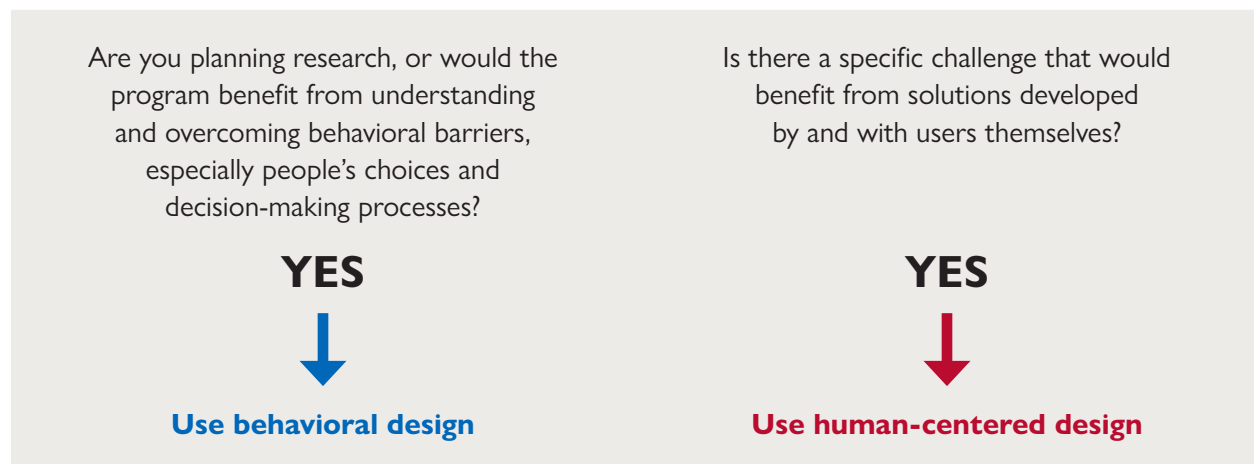 Are you planning research, or would the
program benefit from understanding
and overcoming behavioral barriers,
especially people’s choices and
decision-making processes?
YES
Use behavioral design
Is there a specific challenge that would
benefit from solutions developed
by and with users themselves?
YES
Use human-centered design